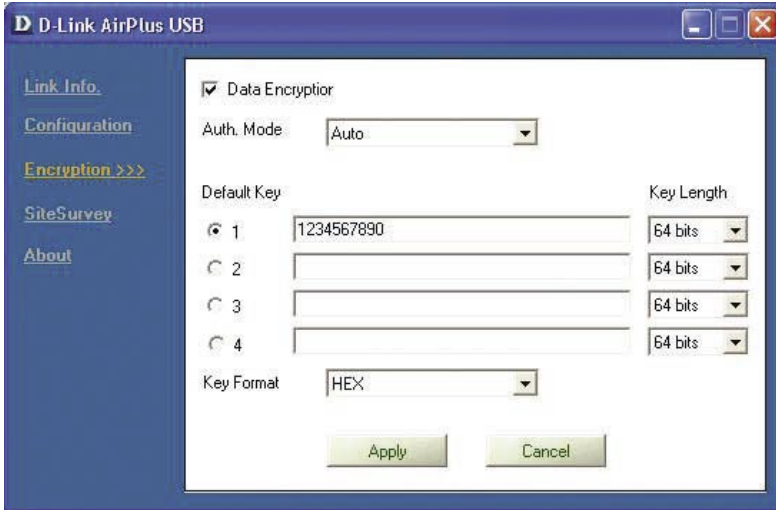 D D-Link AirPlus USB
Link Info.
Configuration
Encryption >>>
SiteSurvey
About
Data Encryptior
Auth. Mode Auto
Default Key Key Length
1 1234567890 64 bits
2 64 bits
3 64 bits
4 64 bits
Key Format HEX
Apply Cancel